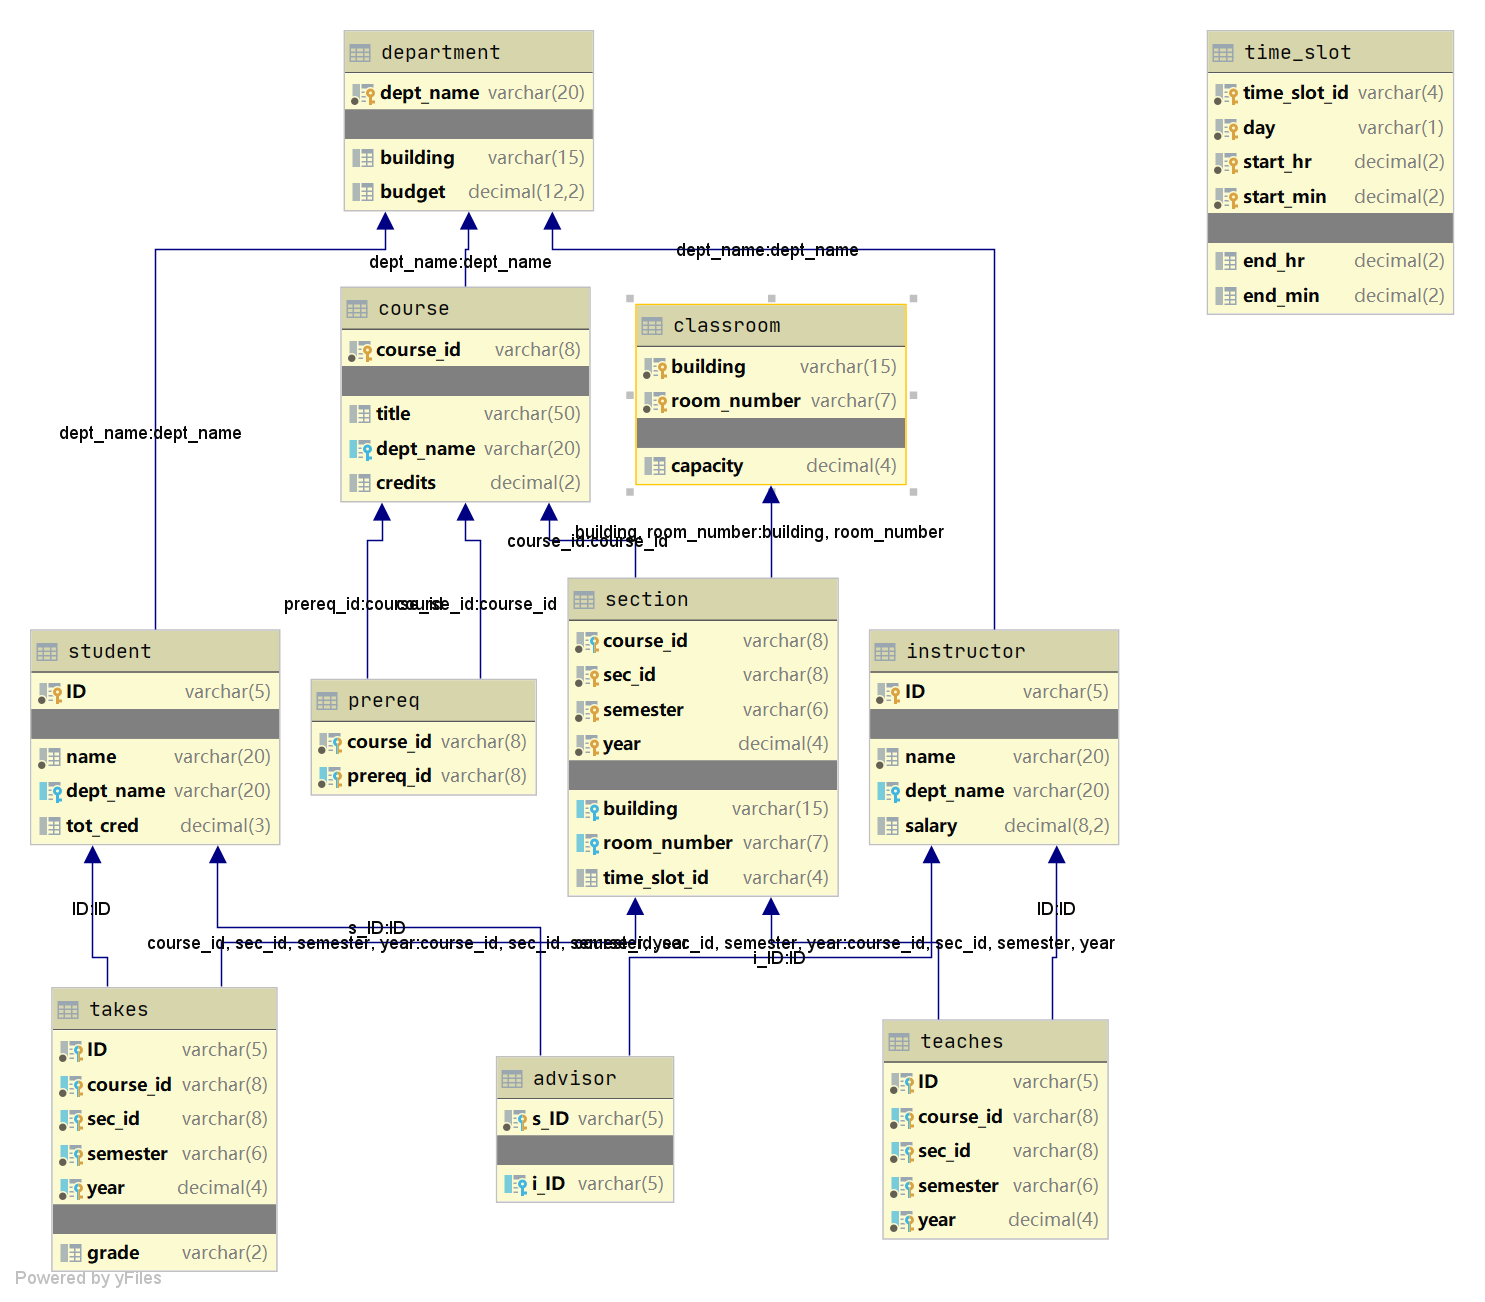 department
dept_name varchar(20)
building varchar(15)
budget decimal(12,2)
time_slot
time_slot_id varchar(4)
day varchar(1)
start_hr decimal(2)
start_min decimal(2)
end_hr decimal(2)
end_min decimal(2)
dept_name:dept_name
dept_name:dept_name
dept_name:dept_name
course
course_id varchar(8)
title varchar(50)
dept_name varchar(20)
credits decimal(2)
classroom
building varchar(15)
room_number varchar(7)
capacity decimal(4)
building, room_number:building, room_number
course_id:course_id
prereq_id:course_id
course_id:course_id
student
ID varchar(5)
name varchar(20)
dept_name varchar(20)
tot_cred decimal(3)
prereq
course_id varchar(8)
prereq_id varchar(8)
section
course_id varchar(8)
sec_id varchar(8)
semester varchar(6)
year decimal(4)
building varchar(15)
room_number varchar(7)
time_slot_id varchar(4)
instructor
ID varchar(5)
name varchar(20)
dept_name varchar(20)
salary decimal(8,2)
ID:ID
s_ID:ID
ID:ID
course_id, sec_id, semester, year:course_id, sec_id, semester, year
course_id, sec_id, semester, year:course_id, sec_id, semester, year
i_ID:ID
takes
ID varchar(5)
course_id varchar(8)
sec_id varchar(8)
semester varchar(6)
year decimal(4)
grade varchar(2)
advisor
s_ID varchar(5)
i_ID varchar(5)
teaches
ID varchar(5)
course_id varchar(8)
sec_id varchar(8)
semester varchar(6)
year decimal(4)
Powered by yFiles